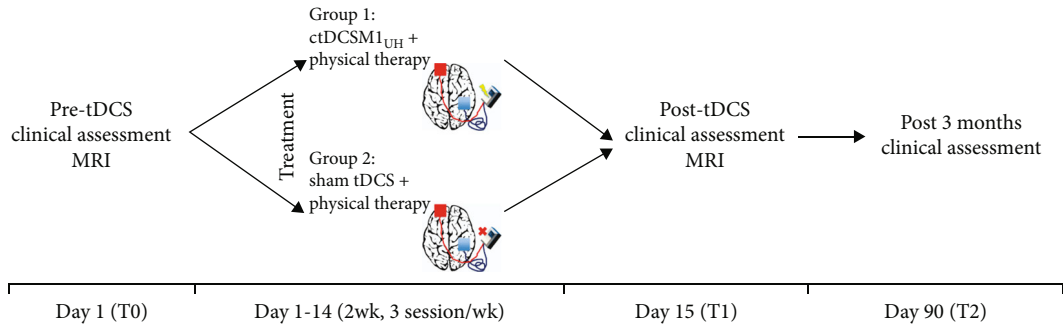 Pre-tDCS
clinical assessment
MRI
Treatment
Group 1:
ctDCSM1UH +
physical therapy
Group 2:
sham tDCS +
physical therapy
Post-tDCS
clinical assessment
MRI
Post 3 months
clinical assessment
Day 1 (T0)
Day 1-14 (2wk, 3 session/wk)
Day 15 (T1)
Day 90 (T2)